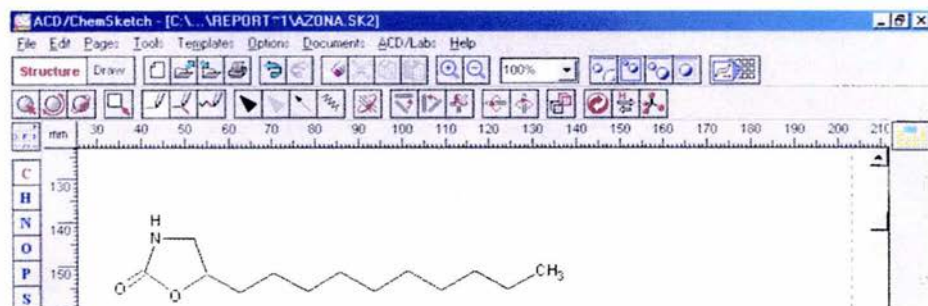 ACD/ChemSketch - [C:\...\REPORT~1\AZONA.SK2]
File Edit Pages Tools Templates Options Documents ACD/Labs Help
Structure Draw 100%
mm 30 40 50 60 70 80 90 100 110 120 130 140 150 160 170 180 190 200 210
C
130
H
N
140
H
N
O
P
150
O
O
CH3
S